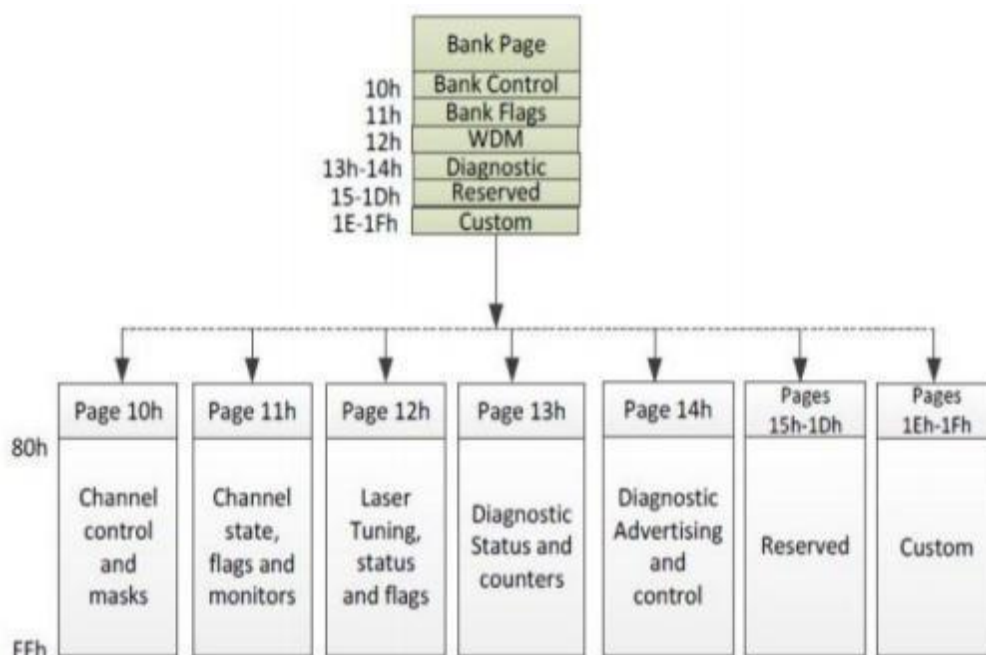 Bank Page
10h Bank Control
11h Bank Flags
12h WDM
13h-14h Diagnostic
15-1Dh Reserved
1E-1Fh Custom
Page 10h
Page 11h
Page 12h
Page 13h
Page 14h
Pages
15h-1Dh
Pages
1Eh-1Fh
80h
Channel
control
and
masks
Channel
state,
flags and
monitors
Laser
Tuning,
status
and flags
Diagnostic
Status and
counters
Diagnostic
Advertising
and
control
Reserved
Custom
FFh